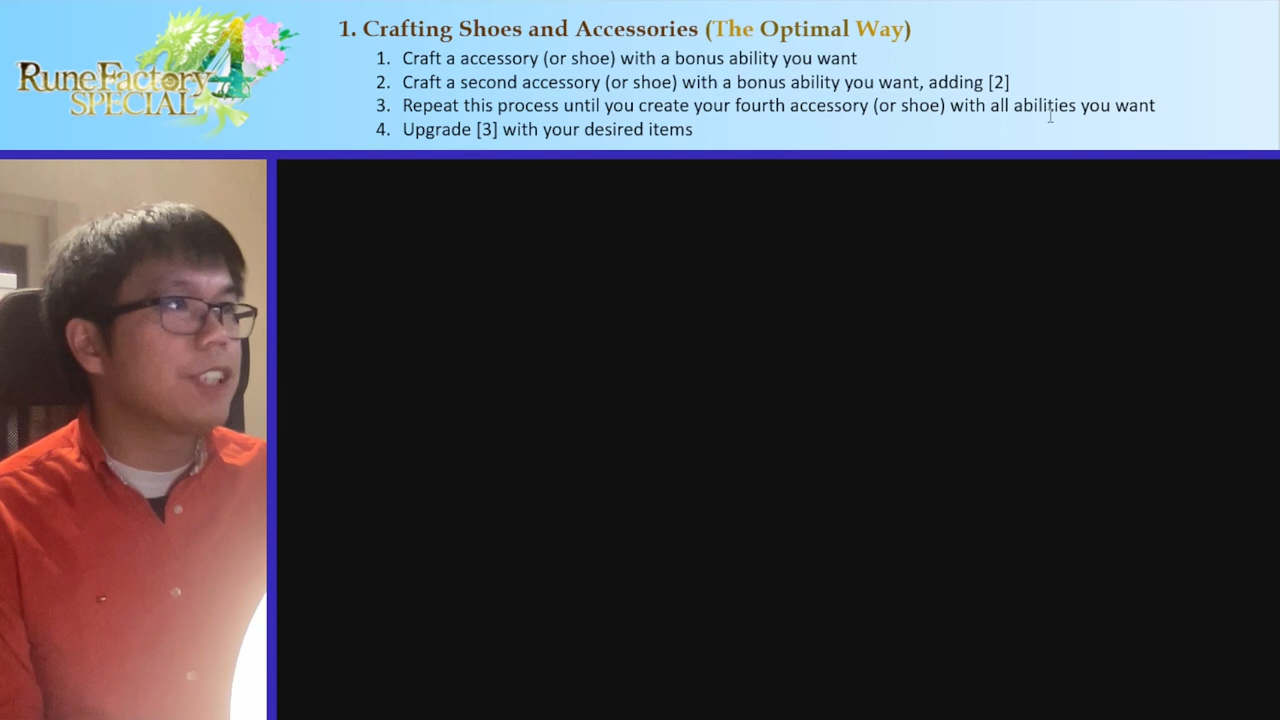 RuneFactory 4
SPECIAL
1. Crafting Shoes and Accessories (The Optimal Way)
1. Craft a accessory (or shoe) with a bonus ability you want
2. Craft a second accessory (or shoe) with a bonus ability you want, adding [2]
3. Repeat this process until you create your fourth accessory (or shoe) with all abilities you want
4. Upgrade [3] with your desired items